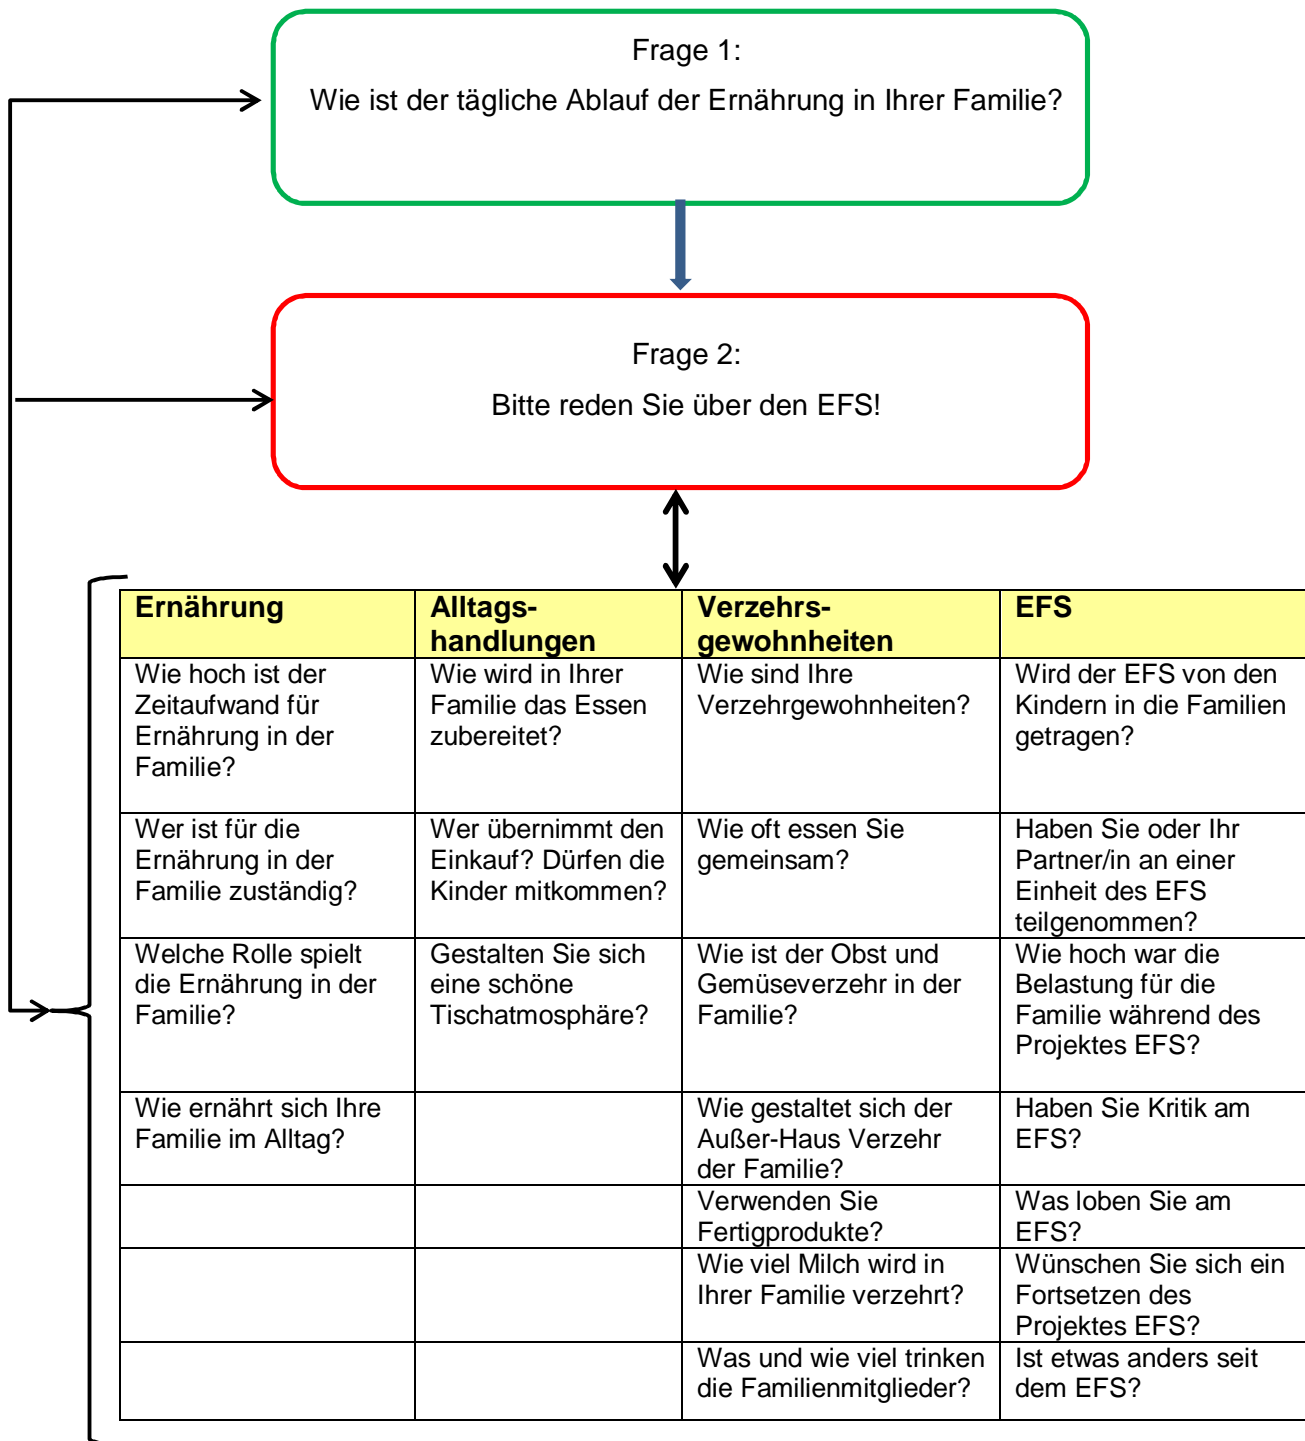 Frage 1:
Wie ist der tägliche Ablauf der Ernährung in Ihrer Familie?
Frage 2:
Bitte reden Sie über den EFS!
Ernährung
Alltags-
handlungen
Verzehrs-
gewohnheiten
EFS
Wie hoch ist der
Zeitaufwand für
Ernährung in der
Familie?
Wie wird in Ihrer
Familie das Essen
zubereitet?
Wie sind Ihre
Verzehrgewohnheiten?
Wird der EFS von den
Kindern in die Familien
getragen?
Wer ist für die
Ernährung in der
Familie zuständig?
Wer übernimmt den
Einkauf? Dürfen die
Kinder mitkommen?
Wie oft essen Sie
gemeinsam?
Haben Sie oder Ihr
Partner/in an einer
Einheit des EFS
teilgenommen?
Welche Rolle spielt
die Ernährung in der
Familie?
Gestalten Sie sich
eine schöne
Tischatmosphäre?
Wie ist der Obst und
Gemüseverzehr in der
Familie?
Wie hoch war die
Belastung für die
Familie während des
Projektes EFS?
Wie ernährt sich Ihre
Familie im Alltag?
Wie gestaltet sich der
Außer-Haus Verzehr
der Familie?
Haben Sie Kritik am
EFS?
Verwenden Sie
Fertigprodukte?
Was loben Sie am
EFS?
Wie viel Milch wird in
Ihrer Familie verzehrt?
Wünschen Sie sich ein
Fortsetzen des
Projektes EFS?
Was und wie viel trinken
die Familienmitglieder?
Ist etwas anders seit
dem EFS?